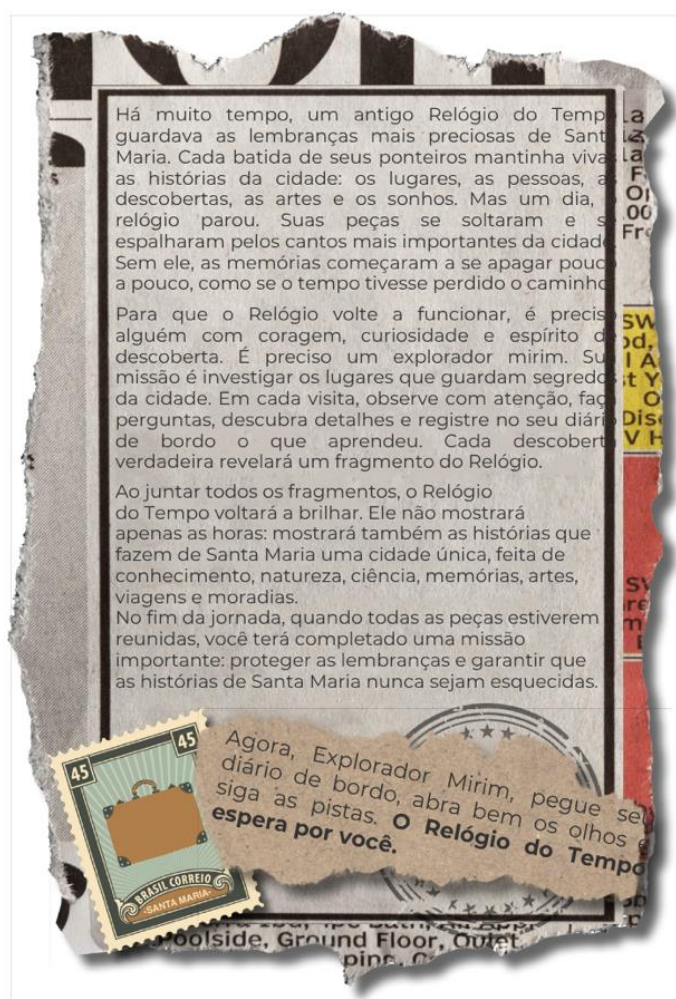 Há muito tempo, um antigo Relógio do Tempo
guardava as lembranças mais preciosas de Santa
Maria. Cada batida de seus ponteiros mantinha vivas
as histórias da cidade: os lugares, as pessoas, as
descobertas, as artes e os sonhos. Mas um dia, o
relógio parou. Suas peças se soltaram e se
espalharam pelos cantos mais importantes da cidade.
Sem ele, as memórias começaram a se apagar pouco
a pouco, como se o tempo tivesse perdido o caminho.
Para que o Relógio volte a funcionar, é preciso
alguém com coragem, curiosidade e espírito de
descoberta. É preciso um explorador mirim. Sua
missão é investigar os lugares que guardam segredos
da cidade. Em cada visita, observe com atenção, faça
perguntas, descubra detalhes e registre no seu diário
de bordo o que aprendeu. Cada descoberta
verdadeira revelará um fragmento do Relógio.
Ao juntar todos os fragmentos, o Relógio
do Tempo voltará a brilhar. Ele não mostrará
apenas as horas: mostrará também as histórias que
fazem de Santa Maria uma cidade única, feita de
conhecimento, natureza, ciência, memórias, artes,
viagens e moradias.
No fim da jornada, quando todas as peças estiverem
reunidas, você terá completado uma missão
importante: proteger as lembranças e garantir que
as histórias de Santa Maria nunca sejam esquecidas.
Agora, Explorador Mirim, pegue seu
diário de bordo, abra bem os olhos e
siga as pistas. O Relógio do Tempo
espera por você.
45
45
BRASIL CORREIO
-SANTA MARIA-
Poolside, Ground Floor, Quiet